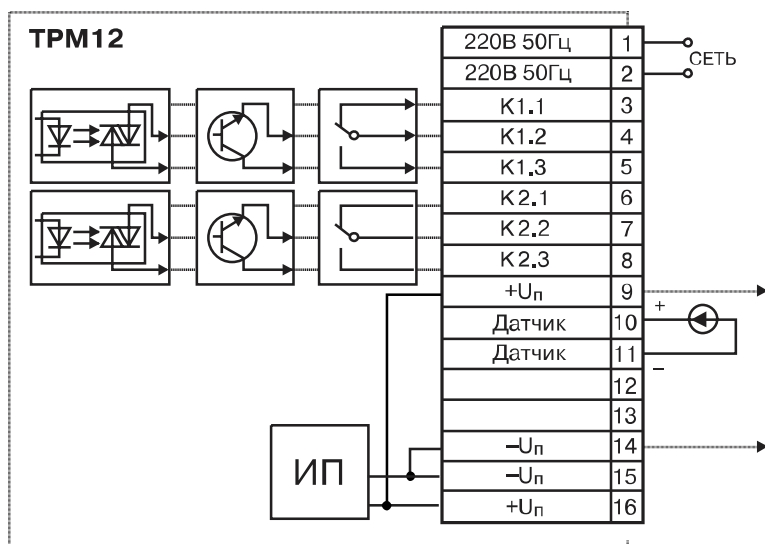 ТРМ12
220В 50Гц 1
220В 50Гц 2
СЕТЬ
К1.1 3
К1.2 4
К1.3 5
К2.1 6
К2.2 7
К2.3 8
+Uп 9
Датчик 10
+
Датчик 11
–
12
13
–Uп 14
–Uп 15
+Uп 16
ИП